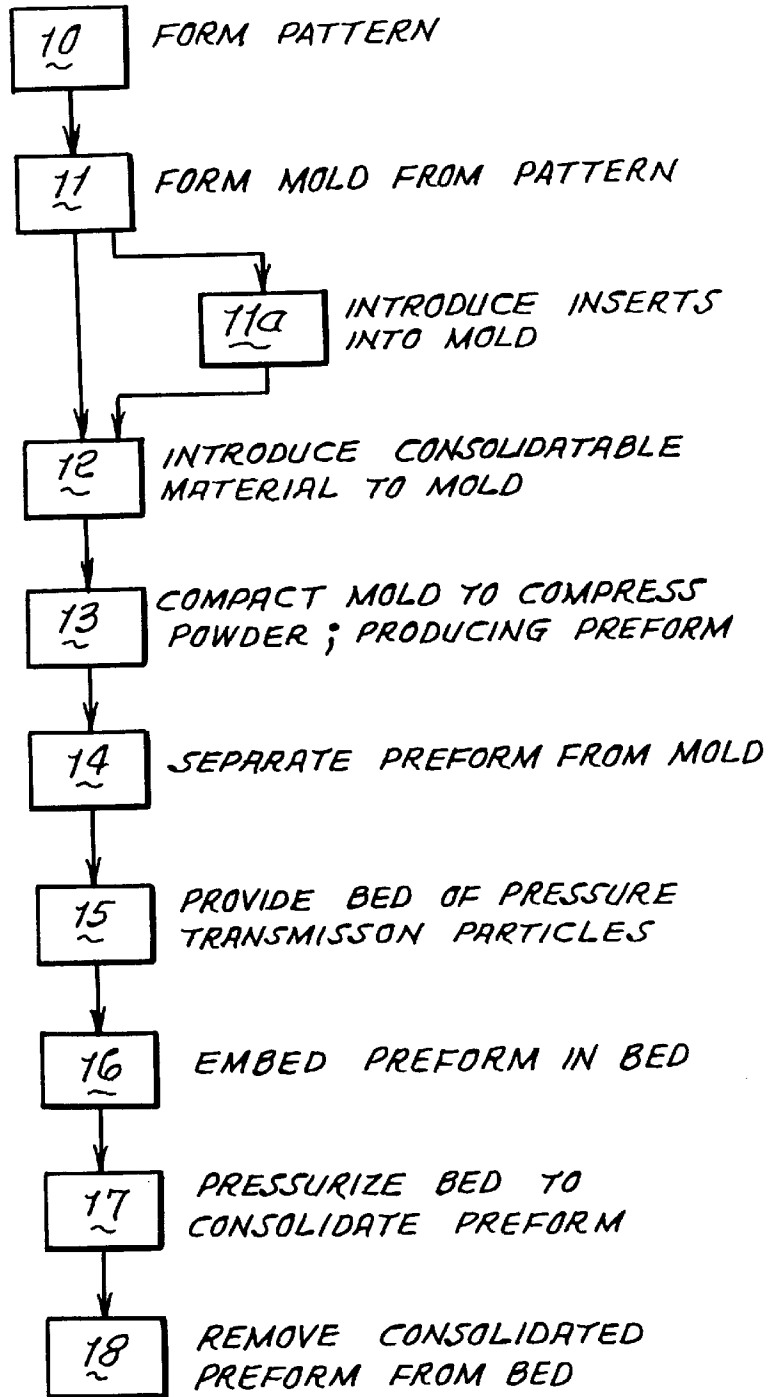 10 FORM PATTERN
11 FORM MOLD FROM PATTERN
11a INTRODUCE INSERTS
INTO MOLD
12 INTRODUCE CONSOLIDATABLE
MATERIAL TO MOLD
13 COMPACT MOLD TO COMPRESS
POWDER ; PRODUCING PREFORM
14 SEPARATE PREFORM FROM MOLD
15 PROVIDE BED OF PRESSURE
TRANSMISSON PARTICLES
16 EMBED PREFORM IN BED
17 PRESSURIZE BED TO
CONSOLIDATE PREFORM
18 REMOVE CONSOLIDATED
PREFORM FROM BED